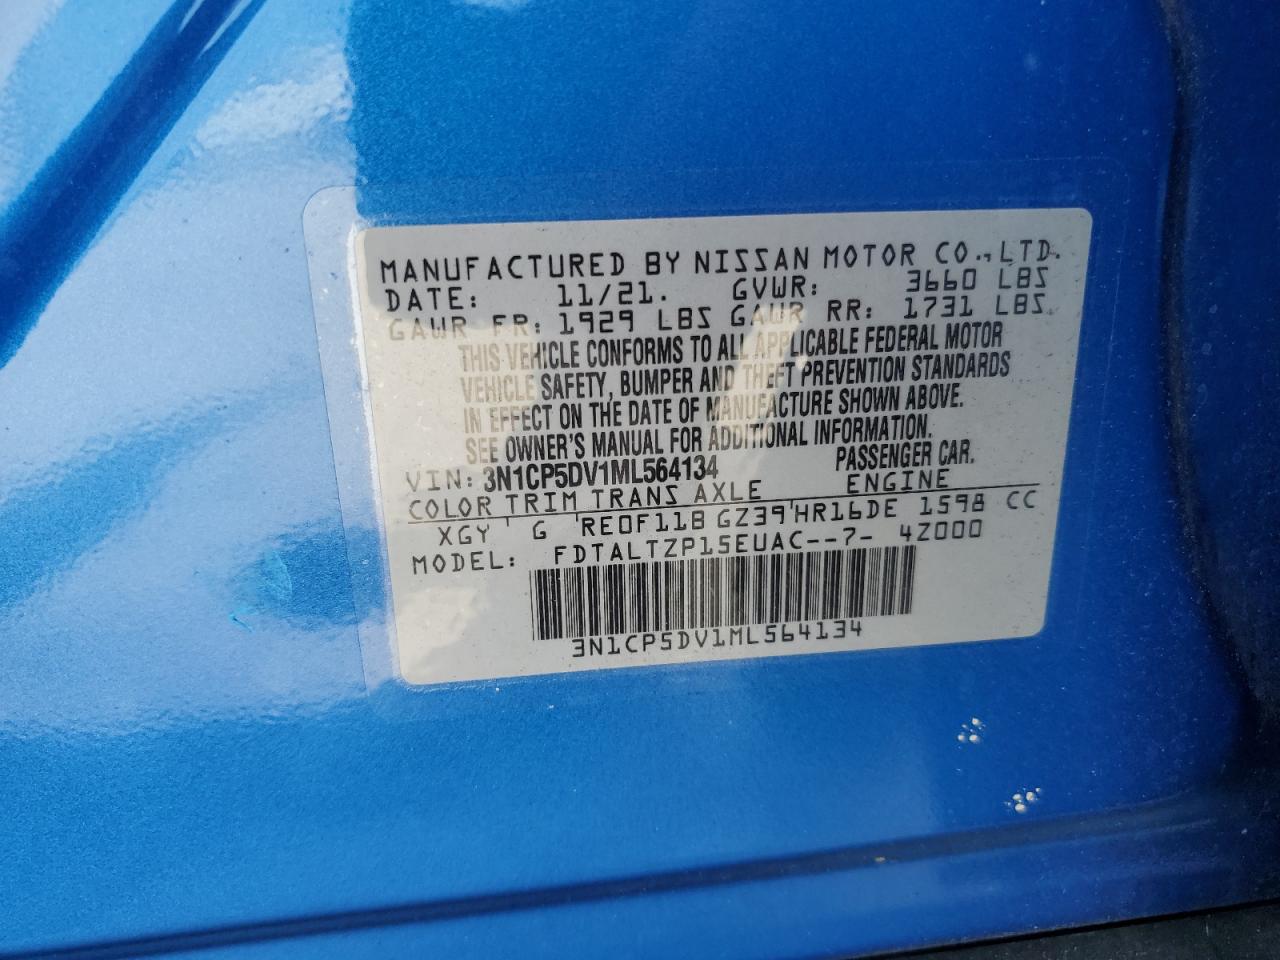 MANUFACTURED BY NISSAN MOTOR CO., LTD.
DATE: 11/21. GVWR: 3660 LBS
GAWR FR: 1929 LBS GAWR RR: 1731 LBS.
THIS VEHICLE CONFORMS TO ALL APPLICABLE FEDERAL MOTOR
VEHICLE SAFETY, BUMPER AND THEFT PREVENTION STANDARDS
IN EFFECT ON THE DATE OF MANUFACTURE SHOWN ABOVE.
SEE OWNER'S MANUAL FOR ADDITIONAL INFORMATION.
VIN: 3N1CP5DV1ML564134 PASSENGER CAR.
COLOR TRIM TRANS AXLE ENGINE
XGY ' G 'RE0F11B GZ39'HR16DE 1598 CC
MODEL: FDTALTZP15EUAC--7- 4Z000
3N1CP5DV1ML564134